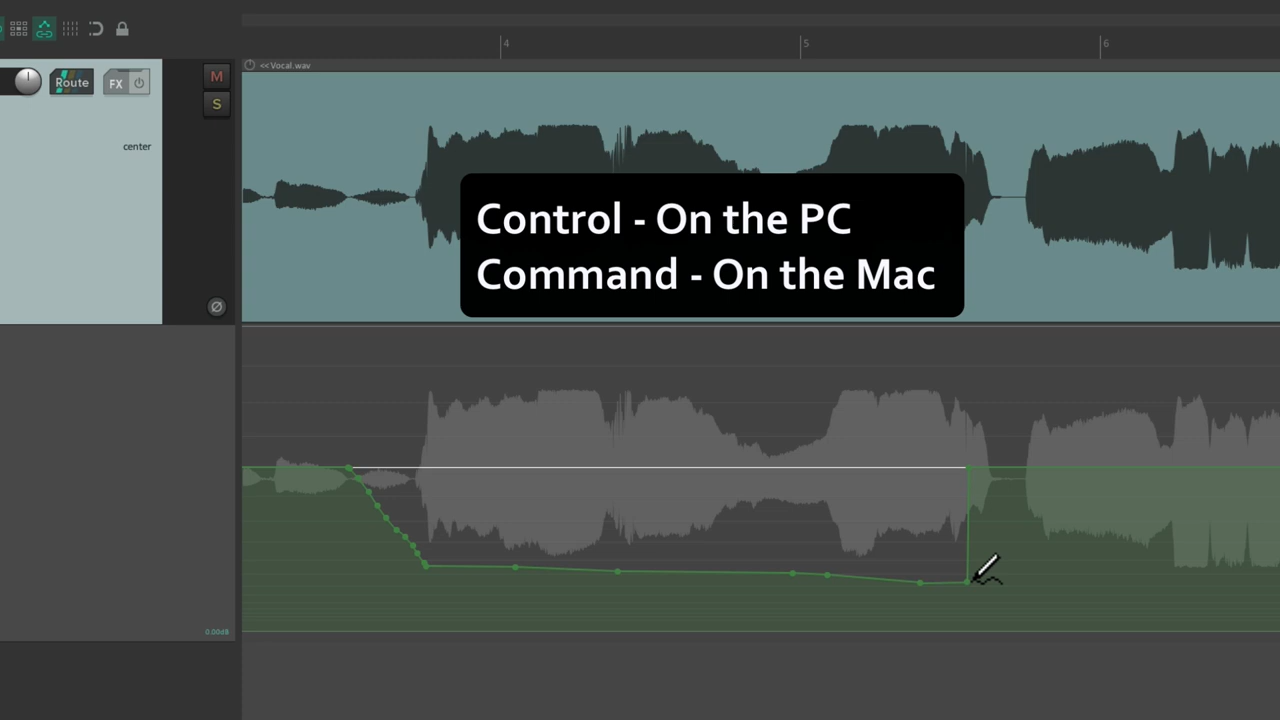 4
5
6
<<Vocal.wav
Route
FX
M
S
center
Control - On the PC
Command - On the Mac
0.00dB